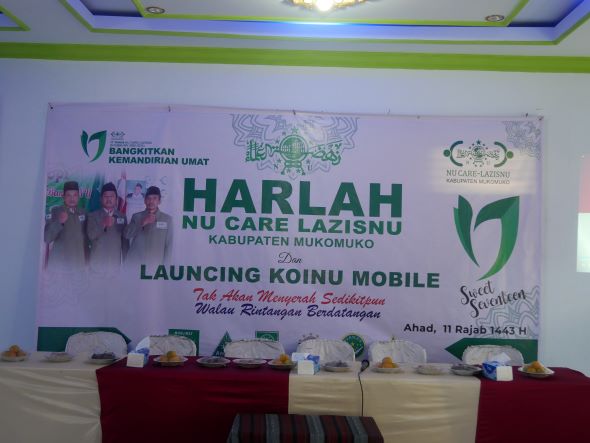 BANGKITKAN
KEMANDIRIAN UMAT
HARLAH
NU CARE LAZISNU
KABUPATEN MUKOMUKO
Dan
LAUNCING KOINU MOBILE
Tak Akan Menyerah Sedikitpun
Walau Rintangan Berdatangan
NU CARE-LAZISNU
KABUPATEN MUKOMUKO
Sweet
Seventeen
Ahad, 11 Rajab 1443 H